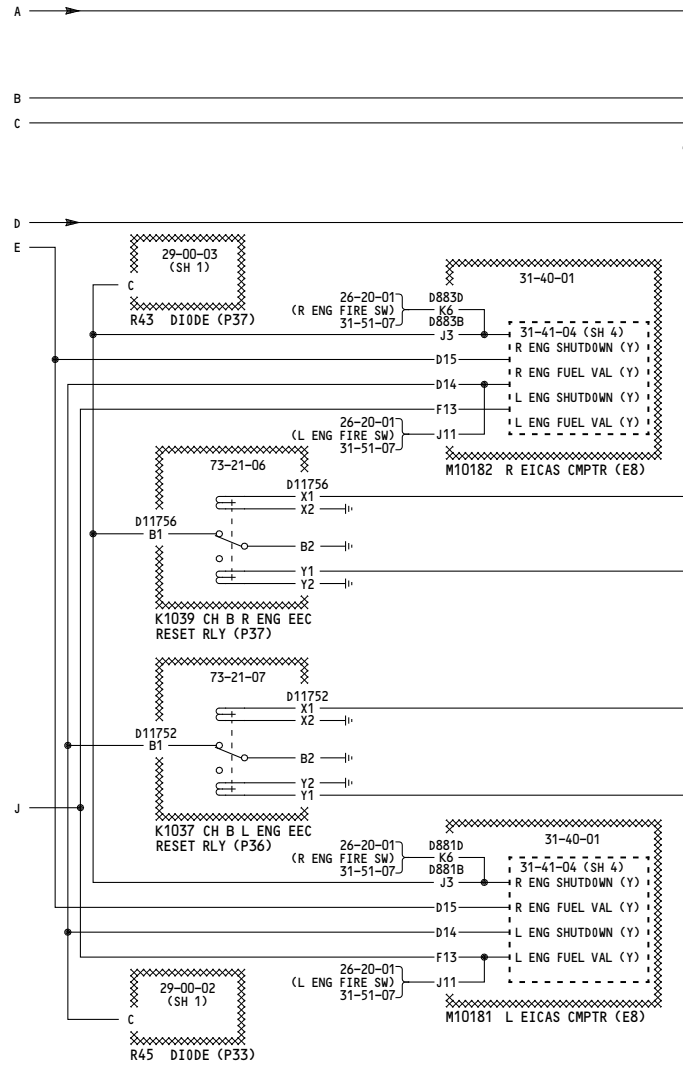 A
B
C
D
E
29-00-03
(SH 1)
C
R43 DIODE (P37)
31-40-01
26-20-01
(R ENG FIRE SW)
31-51-07
D883D
K6
D883B
J3
D15
D14
F13
31-41-04 (SH 4)
R ENG SHUTDOWN (Y)
R ENG FUEL VAL (Y)
L ENG SHUTDOWN (Y)
L ENG FUEL VAL (Y)
26-20-01
(L ENG FIRE SW)
31-51-07
J11
M10182 R EICAS CMPTR (E8)
73-21-06
D11756
X1
X2
D11756
B1
B2
Y1
Y2
K1039 CH B R ENG EEC
RESET RLY (P37)
73-21-07
D11752
X1
X2
D11752
B1
B2
Y2
Y1
J
K1037 CH B L ENG EEC
RESET RLY (P36)
31-40-01
26-20-01
(R ENG FIRE SW)
31-51-07
D881D
K6
D881B
J3
D15
D14
F13
31-41-04 (SH 4)
R ENG SHUTDOWN (Y)
R ENG FUEL VAL (Y)
L ENG SHUTDOWN (Y)
L ENG FUEL VAL (Y)
26-20-01
(L ENG FIRE SW)
31-51-07
J11
M10181 L EICAS CMPTR (E8)
29-00-02
(SH 1)
C
R45 DIODE (P33)